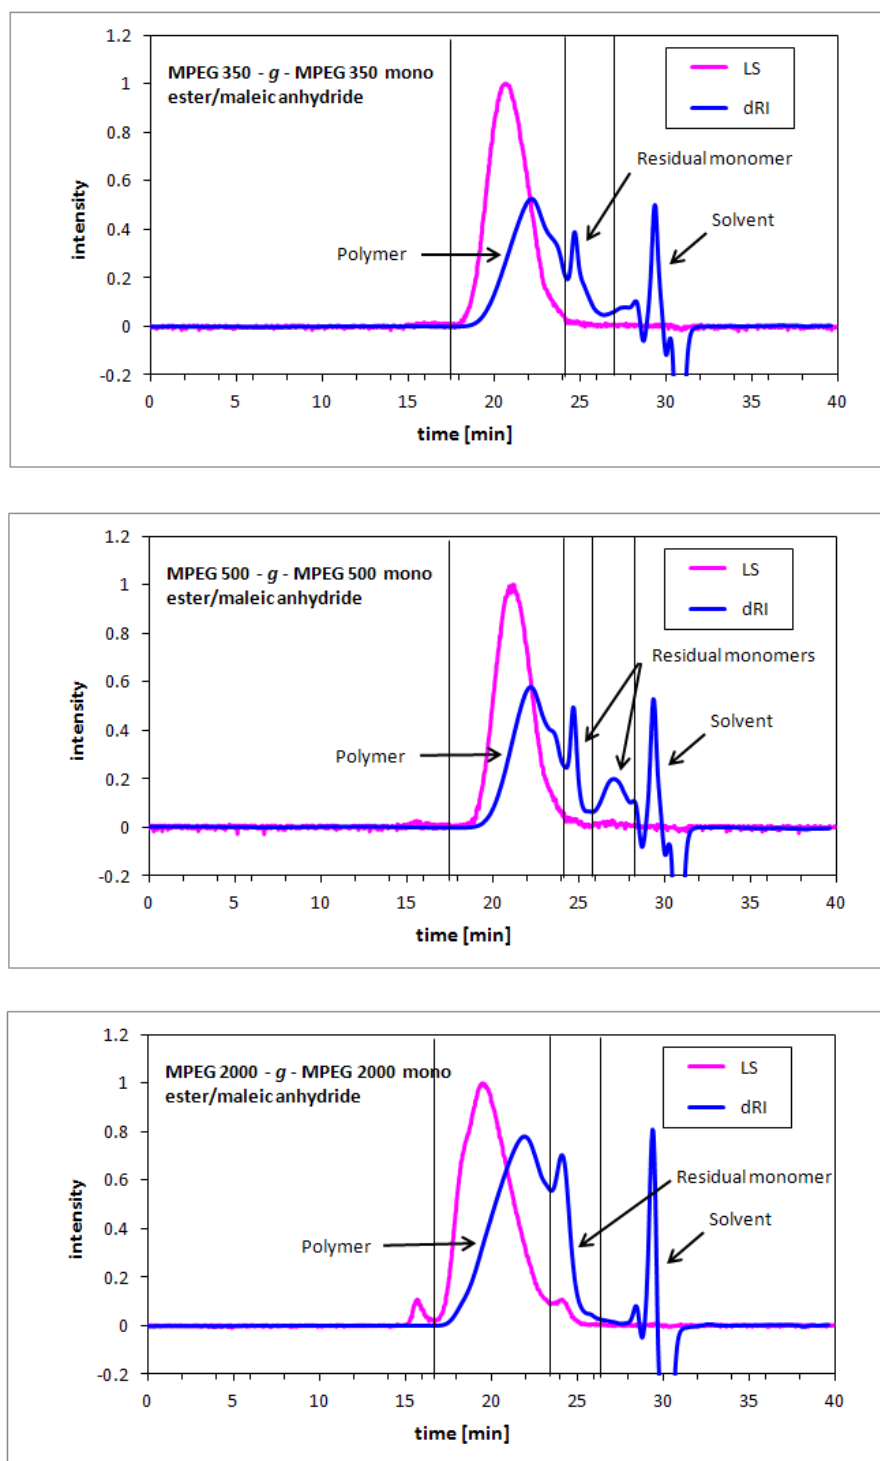 1.2
MPEG 350 - g - MPEG 350 mono
ester/maleic anhydride
LS
dRI
1
0.8
0.6
0.4
0.2
0
-0.2
intensity
Residual monomer
Solvent
Polymer
0 5 10 15 20 25 30 35 40
time [min]
1.2
MPEG 500 - g - MPEG 500 mono
ester/maleic anhydride
LS
dRI
1
0.8
0.6
0.4
0.2
0
-0.2
intensity
Residual monomers
Solvent
Polymer
0 5 10 15 20 25 30 35 40
time [min]
1.2
MPEG 2000 - g - MPEG 2000 mono
ester/maleic anhydride
LS
dRI
1
0.8
0.6
0.4
0.2
0
-0.2
intensity
Residual monomer
Solvent
Polymer
0 5 10 15 20 25 30 35 40
time [min]